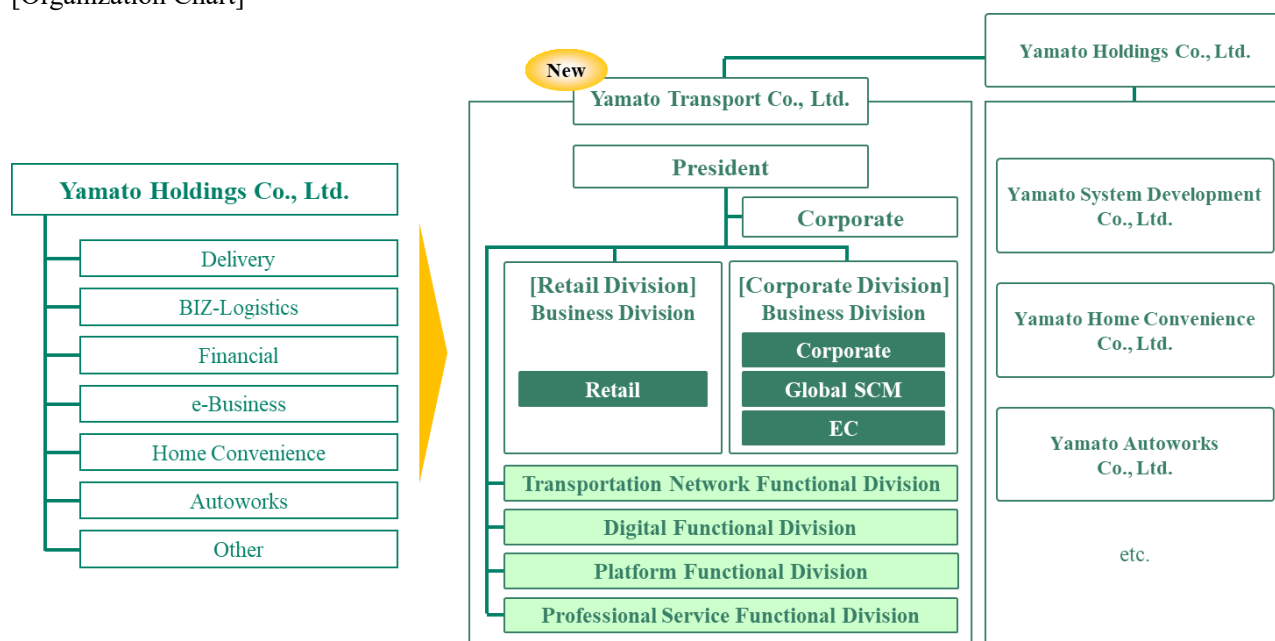 [Organization Chart]
Yamato Holdings Co., Ltd.
Delivery
BIZ-Logistics
Financial
e-Business
Home Convenience
Autoworks
Other
New
Yamato Transport Co., Ltd.
President
Corporate
[Retail Division]
Business Division
Retail
[Corporate Division]
Business Division
Corporate
Global SCM
EC
Transportation Network Functional Division
Digital Functional Division
Platform Functional Division
Professional Service Functional Division
Yamato Holdings Co., Ltd.
Yamato System Development
Co., Ltd.
Yamato Home Convenience
Co., Ltd.
Yamato Autoworks
Co., Ltd.
etc.